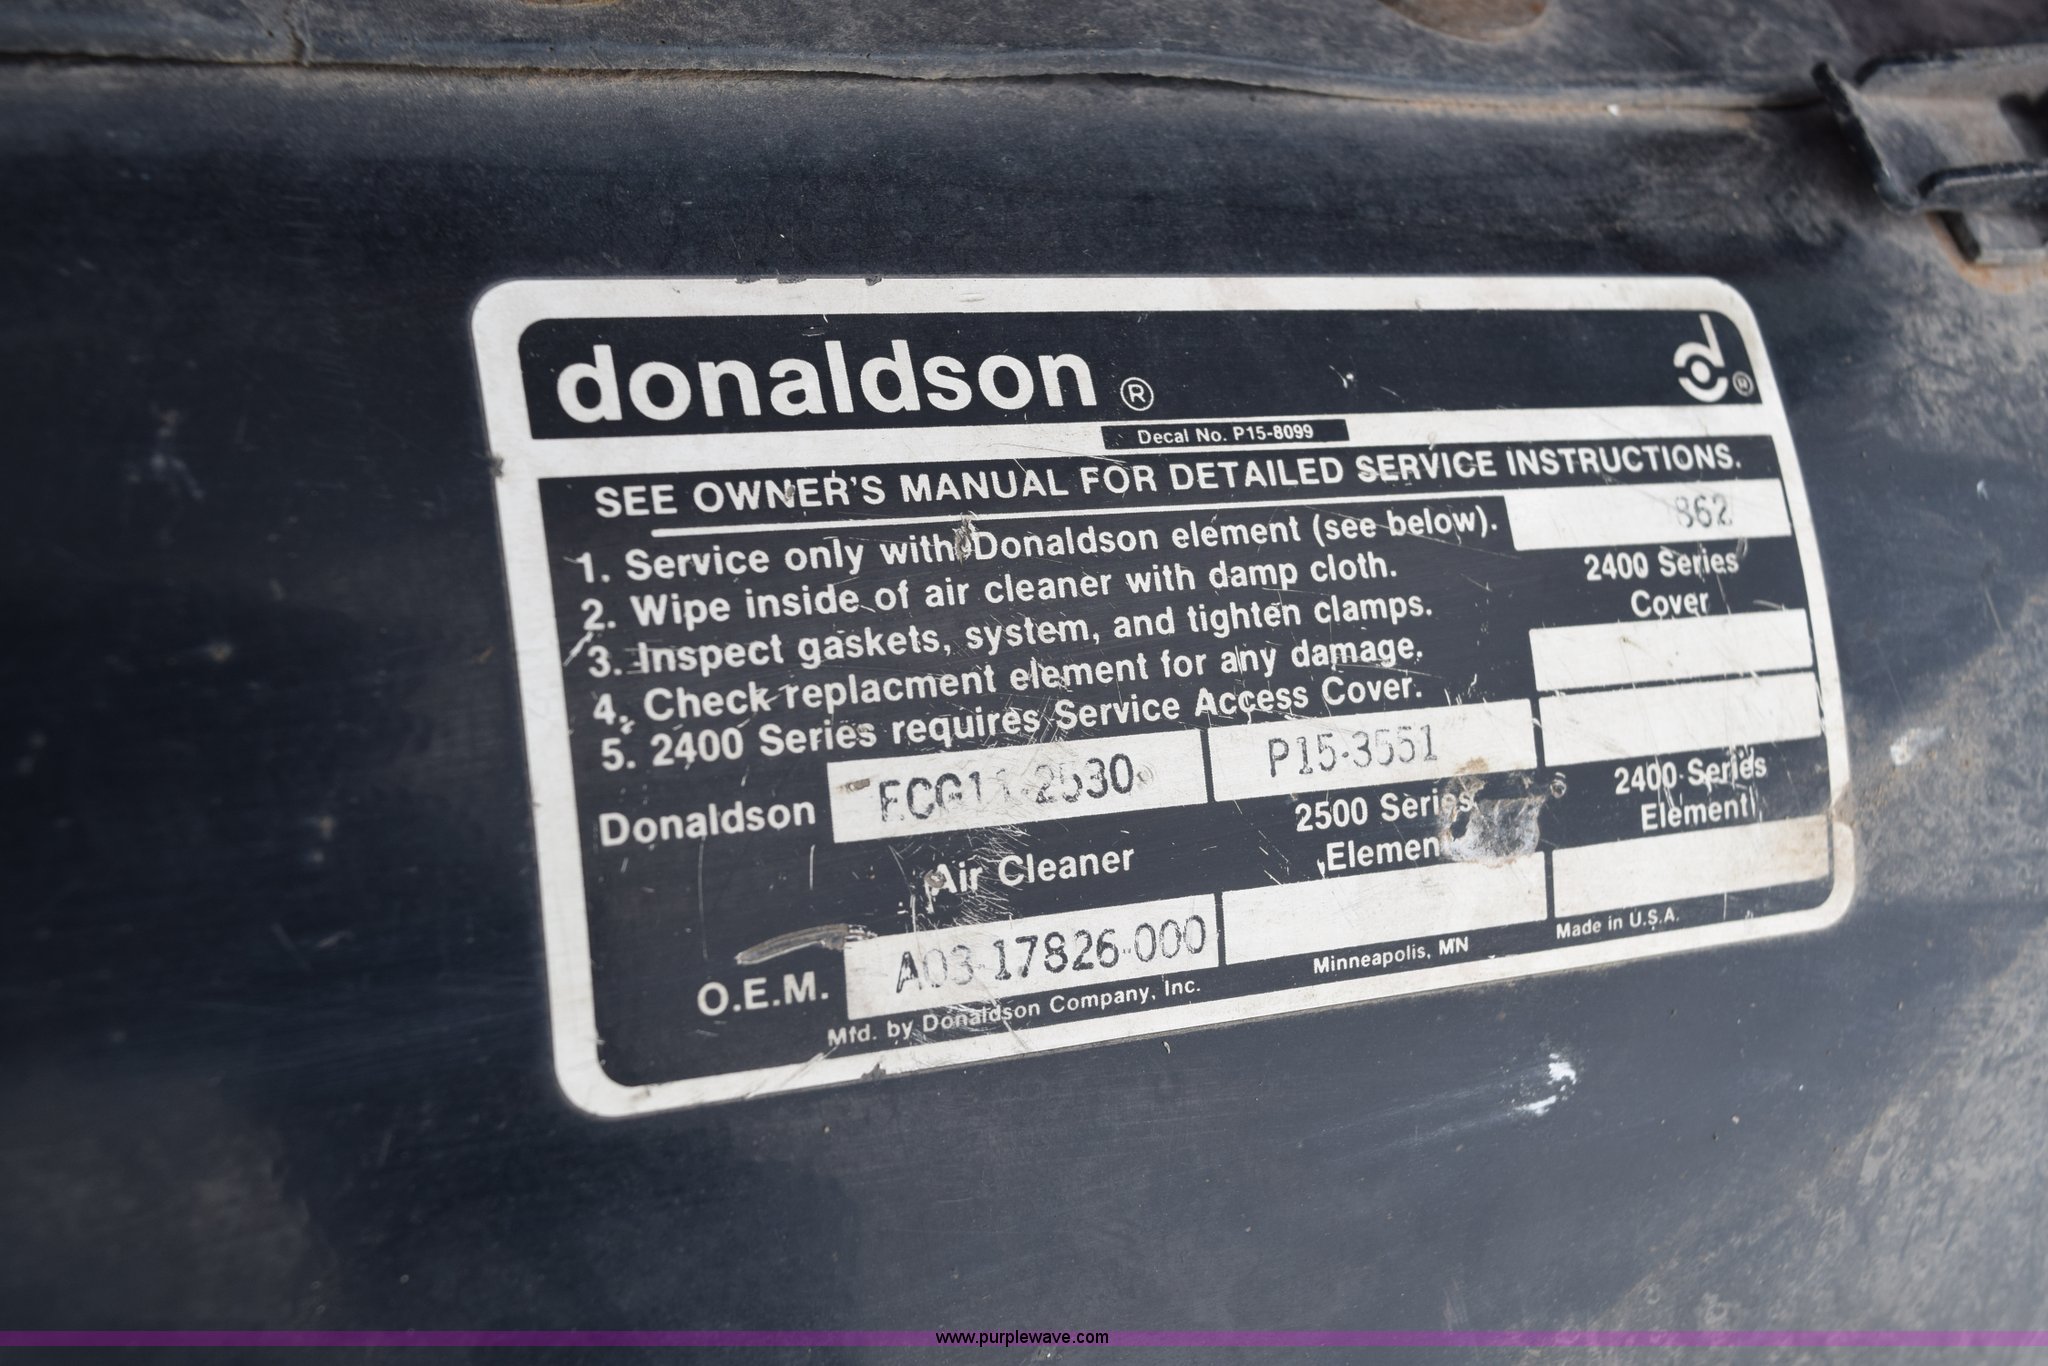 donaldson ®
d ®
Decal No. P15-8099
SEE OWNER'S MANUAL FOR DETAILED SERVICE INSTRUCTIONS.
1. Service only with Donaldson element (see below).
2. Wipe inside of air cleaner with damp cloth.
3. Inspect gaskets, system, and tighten clamps.
4. Check replacment element for any damage.
5. 2400 Series requires Service Access Cover.
862
2400 Series
Cover
Donaldson
P15-3551
Air Cleaner
2500 Series
Element
2400 Series
Element
O.E.M. A03-17826-000
Mfd. by Donaldson Company, Inc. Minneapolis, MN Made in U.S.A.
www.purplewave.com